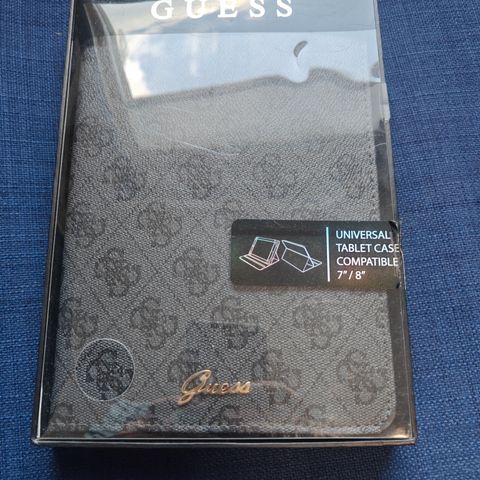 GUESS
UNIVERSAL
TABLET CASE
COMPATIBLE
7"/8"
Guess